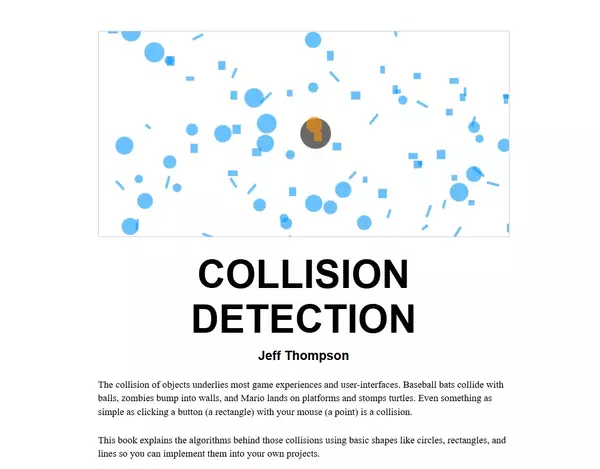 COLLISION
DETECTION
Jeff Thompson
The collision of objects underlies most game experiences and user-interfaces. Baseball bats collide with
balls, zombies bump into walls, and Mario lands on platforms and stomps turtles. Even something as
simple as clicking a button (a rectangle) with your mouse (a point) is a collision.
This book explains the algorithms behind those collisions using basic shapes like circles, rectangles, and
lines so you can implement them into your own projects.